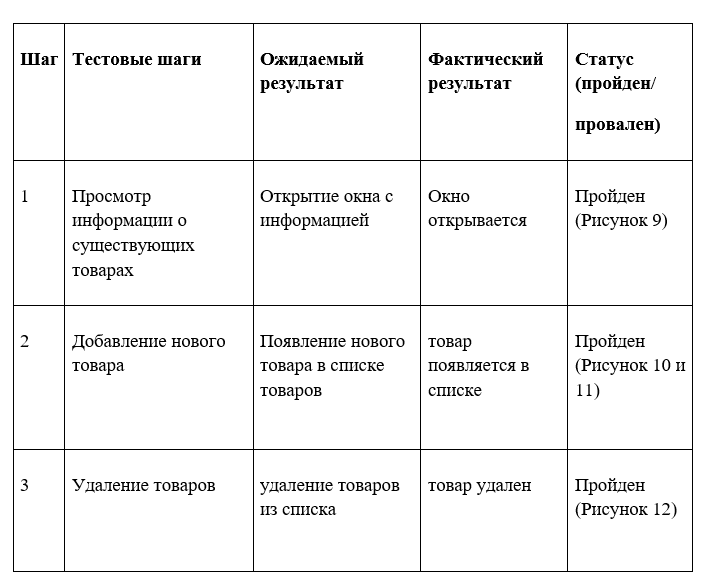 Шаг
Тестовые шаги
Ожидаемый
результат
Фактический
результат
Статус
(пройден/
провален)
1
Просмотр
информации о
существующих
товарах
Открытие окна с
информацией
Окно
открывается
Пройден
(Рисунок 9)
2
Добавление нового
товара
Появление нового
товара в списке
товаров
товар
появляется в
списке
Пройден
(Рисунок 10 и
11)
3
Удаление товаров
удаление товаров
из списка
товар удален
Пройден
(Рисунок 12)